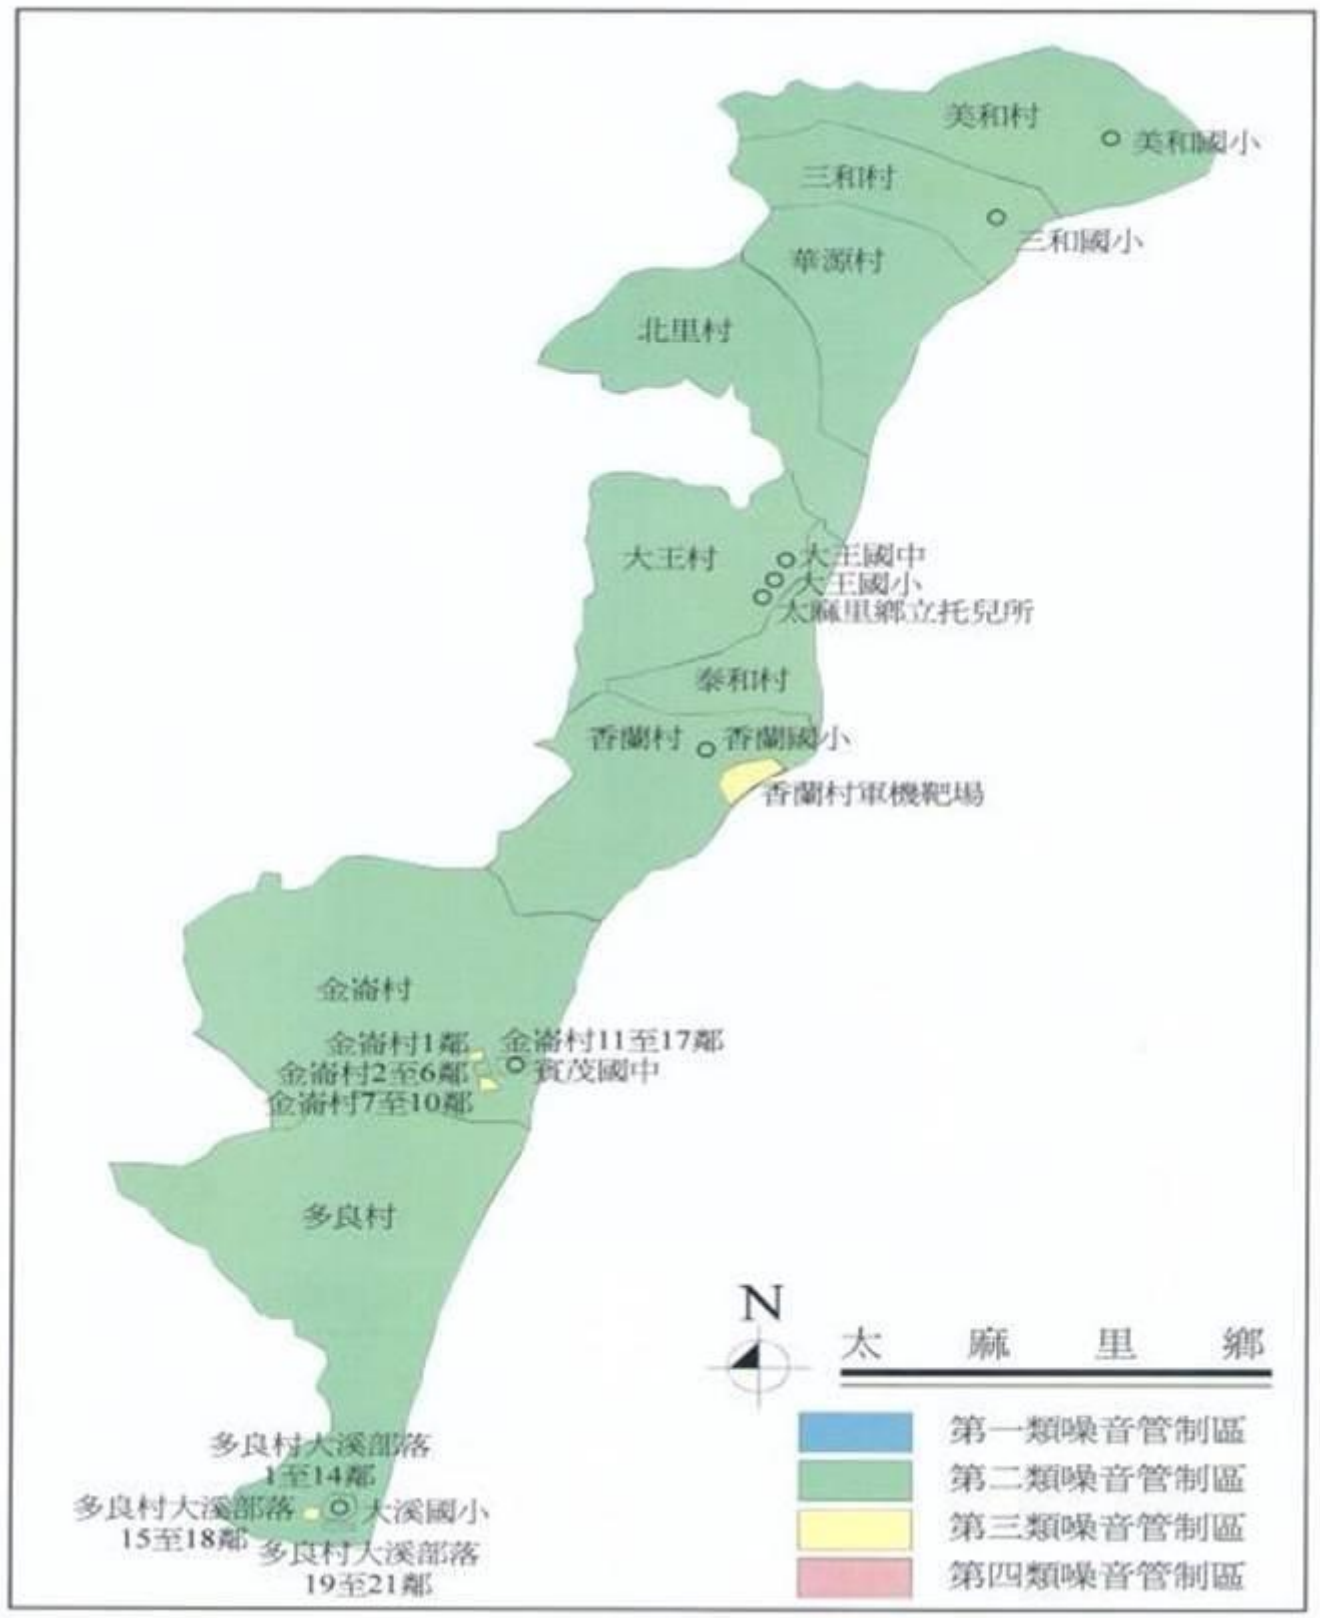 美和村
美和國小
三和村
三和國小
華源村
北里村
大王村
大王國中
大王國小
太麻里鄉立托兒所
泰和村
香蘭村
香蘭國小
香蘭村軍機靶場
金崙村
金崙村1鄰
金崙村11至17鄰
金崙村2至6鄰
賓茂國中
金崙村7至10鄰
多良村
N
太麻里鄉
第一類噪音管制區
第二類噪音管制區
第三類噪音管制區
第四類噪音管制區
多良村大溪部落
1至14鄰
多良村大溪部落
15至18鄰
大溪國小
多良村大溪部落
19至21鄰